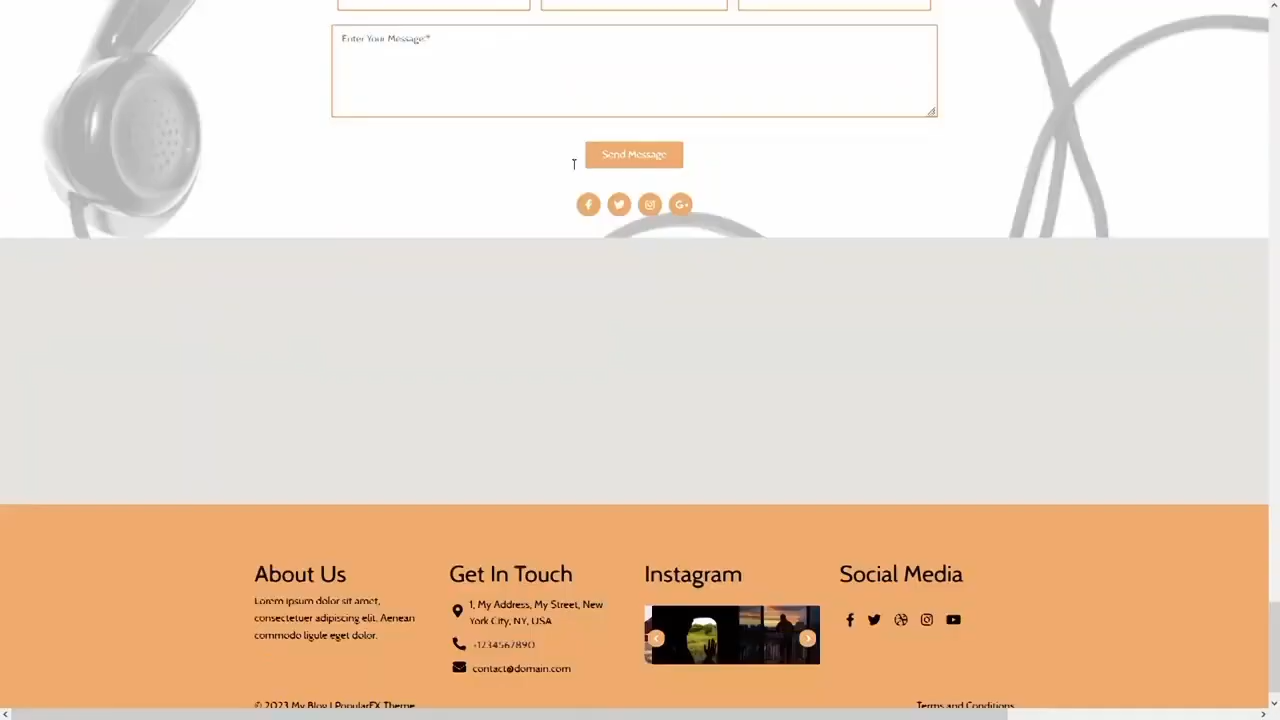 Enter Your Message:*
Send Message
About Us
Lorem ipsum dolor sit amet,
consectetuer adipiscing elit. Aenean
commodo ligule eget dolor.
Get In Touch
1, My Address, My Street, New
York City, NY, USA
+1234567890
contact@domain.com
Instagram
Social Media
© 2023 My Blog | PopularFX Theme
Terms and Conditions